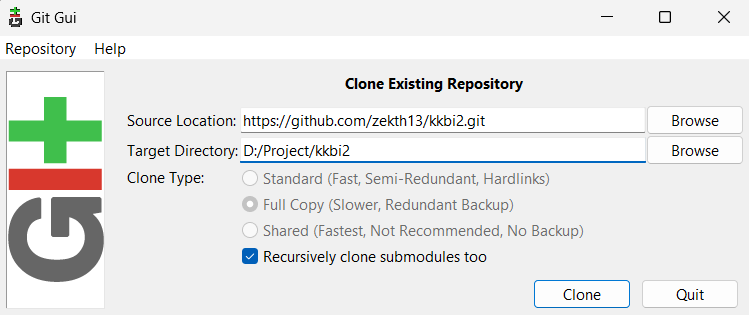 Git Gui
Repository Help
Clone Existing Repository
Source Location: https://github.com/zekth13/kkbi2.git Browse
Target Directory: D:/Project/kkbi2 Browse
Clone Type: Standard (Fast, Semi-Redundant, Hardlinks)
Full Copy (Slower, Redundant Backup)
Shared (Fastest, Not Recommended, No Backup)
Recursively clone submodules too
Clone Quit